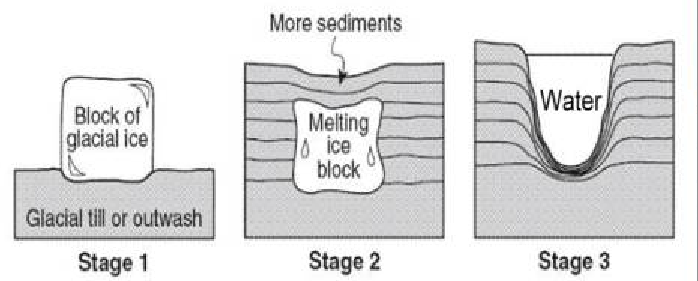 More sediments
Block of
glacial ice
Melting
ice
block
Water
Glacial till or outwash
Stage 1
Stage 2
Stage 3